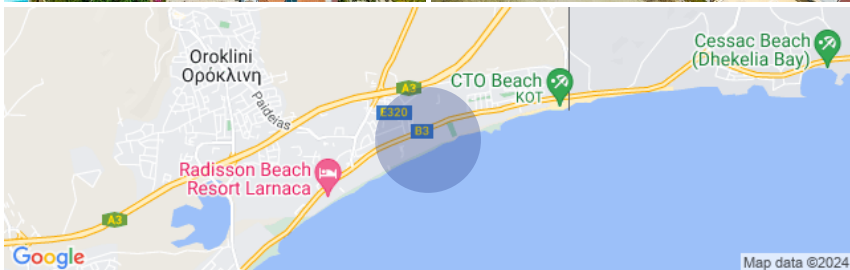 Oroklini
Ορόκλινη
Paideias
A3
E320
B3
CTO Beach
ΚΟΤ
Cessac Beach
(Dhekelia Bay)
Radisson Beach
Resort Larnaca
A3
Google
Map data ©2024